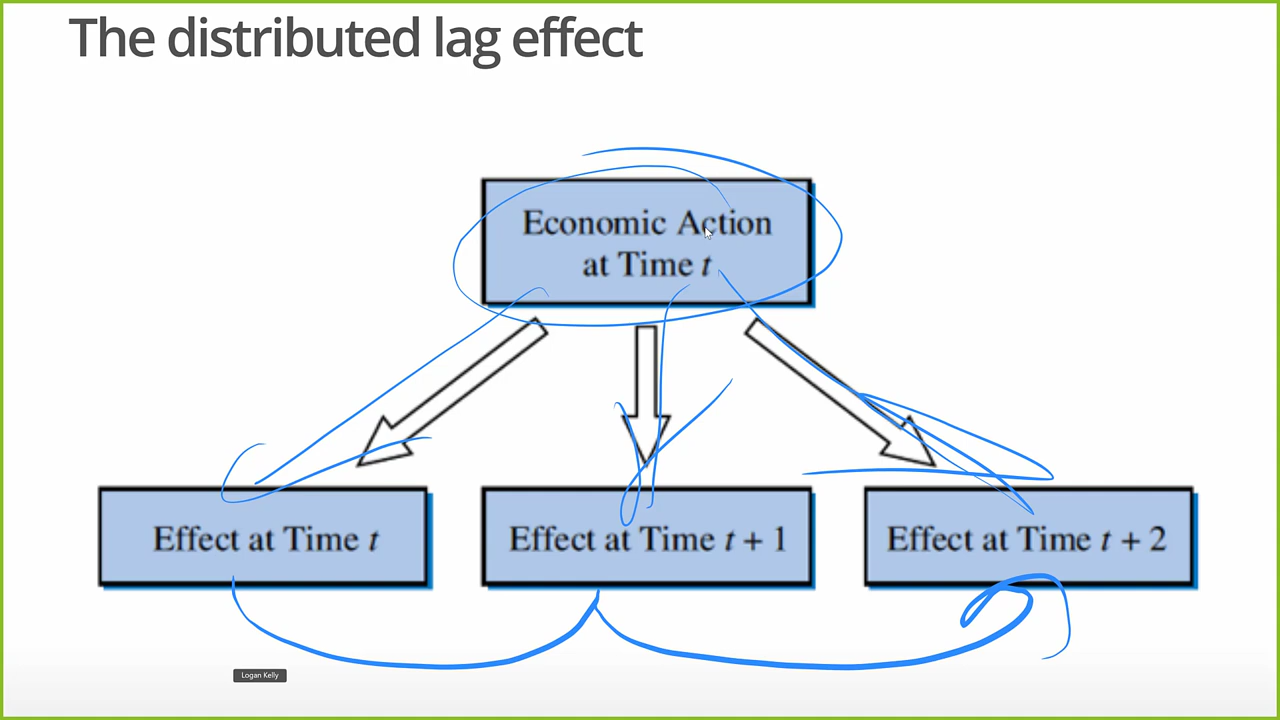 The distributed lag effect
Economic Action
at Time t
Effect at Time t
Effect at Time t + 1
Effect at Time t + 2
Logan Kelly